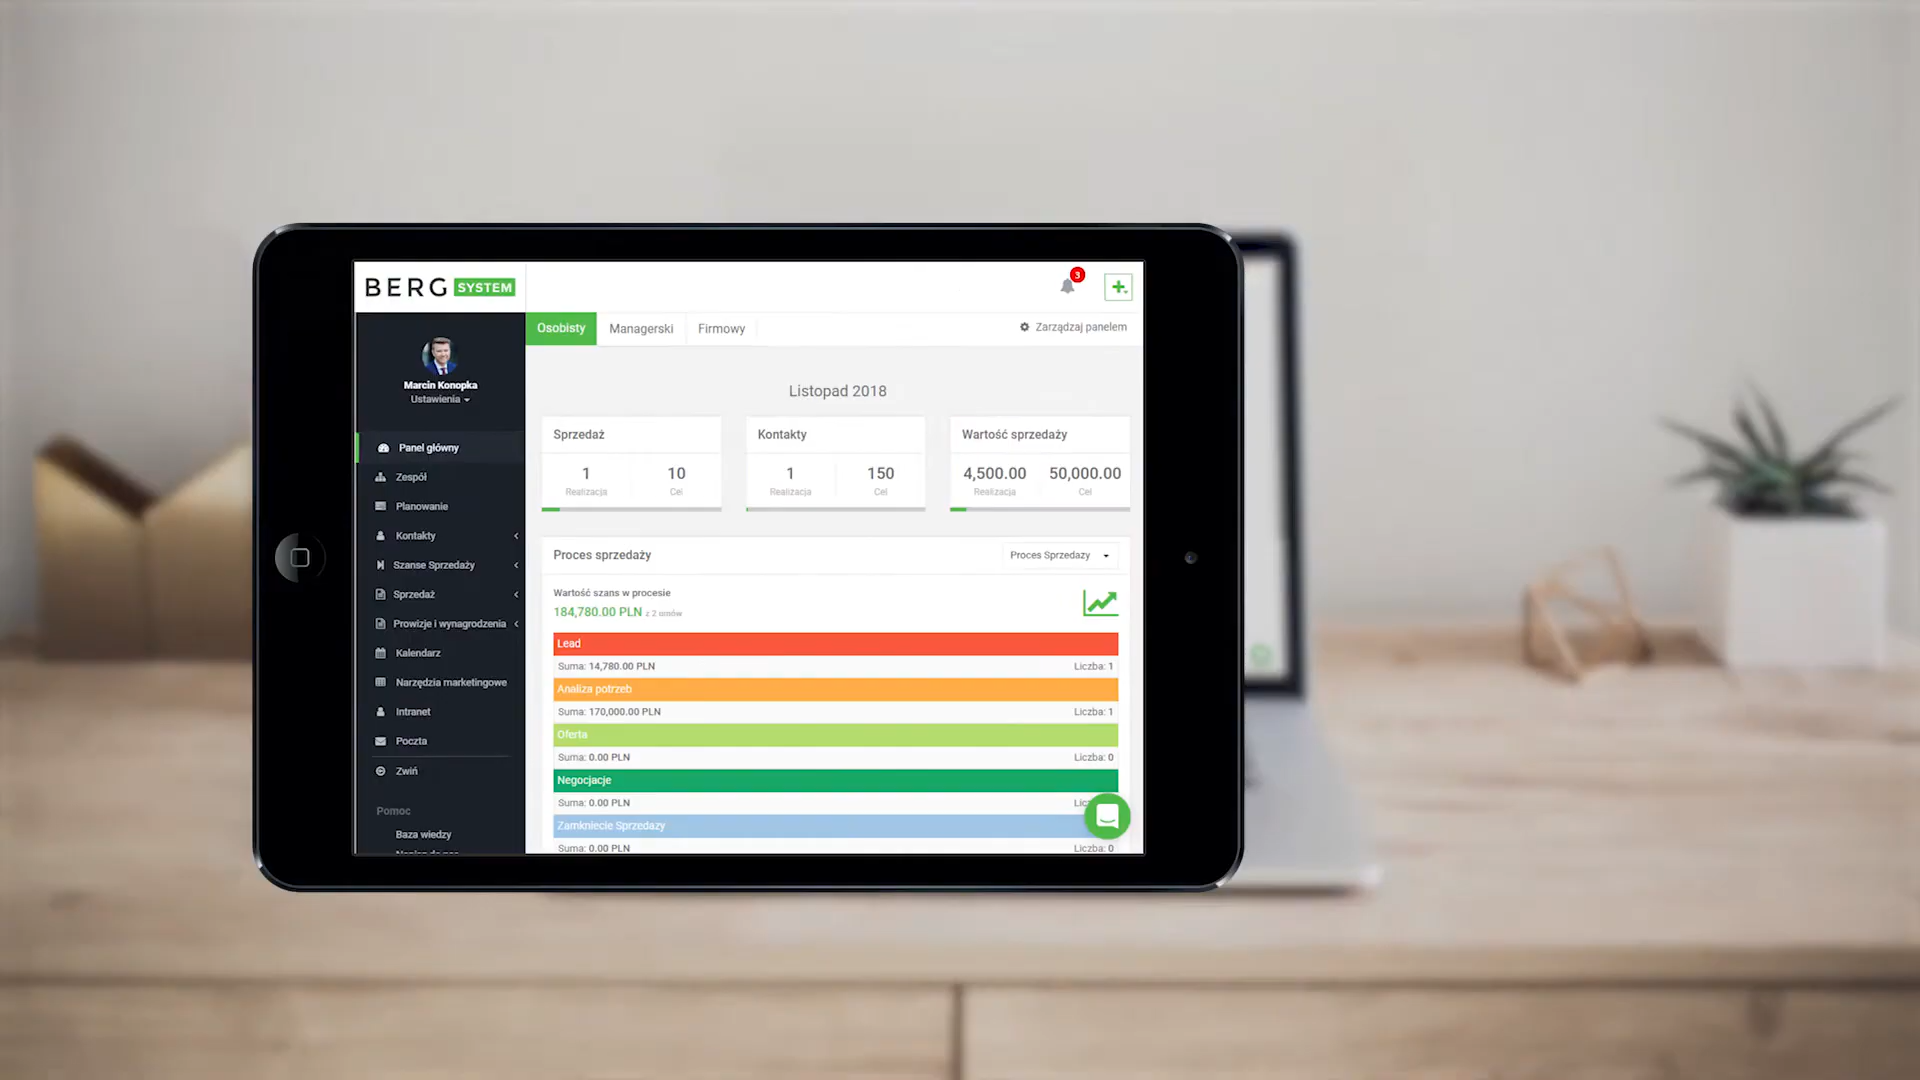 BERG SYSTEM
3
Osobisty
Managerski
Firmowy
Zarządzaj panelem
Marcin Konopka
Ustawienia
Panel główny
Zespół
Planowanie
Kontakty
Szanse Sprzedaży
Sprzedaż
Prowizje i wynagrodzenia
Kalendarz
Narzędzia marketingowe
Intranet
Poczta
Zwiń
Pomoc
Baza wiedzy
Listopad 2018
Sprzedaż
1
10
Realizacja
Cel
Kontakty
1
150
Realizacja
Cel
Wartość sprzedaży
4,500.00
50,000.00
Realizacja
Cel
Proces sprzedaży
Proces Sprzedazy
Wartość szans w procesie
184,780.00 PLN z 2 umów
Lead
Suma: 14,780.00 PLN
Liczba: 1
Analiza potrzeb
Suma: 170,000.00 PLN
Liczba: 1
Oferta
Suma: 0.00 PLN
Liczba: 0
Negocjacje
Suma: 0.00 PLN
Zamkniecie Sprzedazy
Suma: 0.00 PLN
Liczba: 0